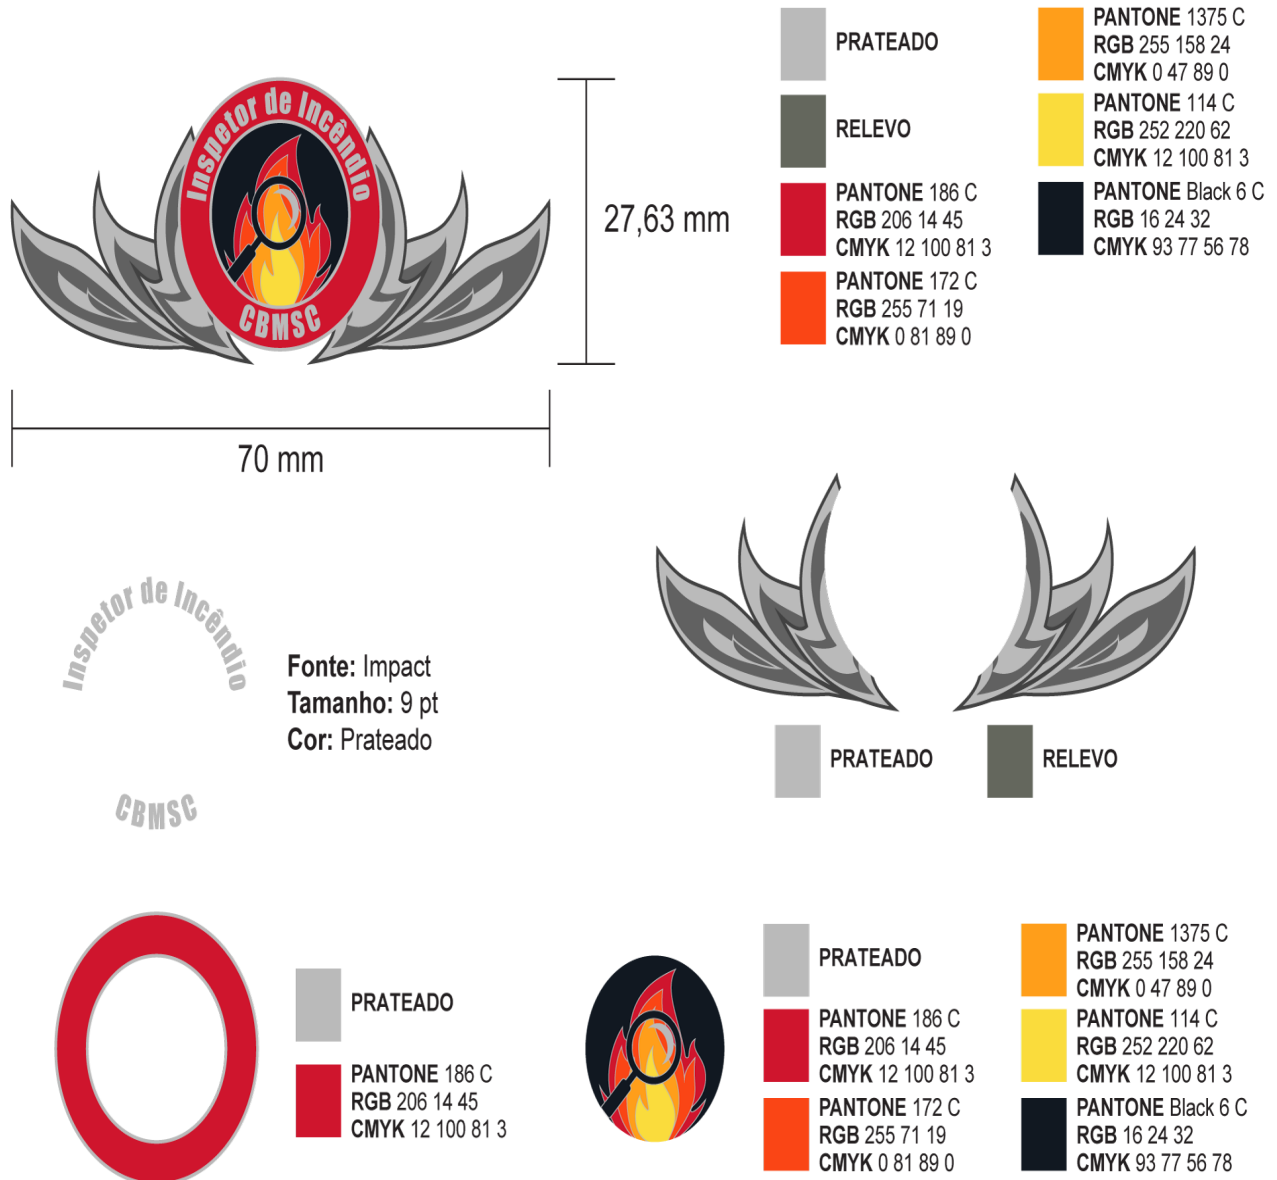 Inspetor de Incêndio
CBMSC
27,63 mm
70 mm
PRATEADO
RELEVO
PANTONE 186 C
RGB 206 14 45
CMYK 12 100 81 3
PANTONE 172 C
RGB 255 71 19
CMYK 0 81 89 0
PANTONE 1375 C
RGB 255 158 24
CMYK 0 47 89 0
PANTONE 114 C
RGB 252 220 62
CMYK 12 100 81 3
PANTONE Black 6 C
RGB 16 24 32
CMYK 93 77 56 78
Inspetor de Incêndio
CBMSC
Fonte: Impact
Tamanho: 9 pt
Cor: Prateado
PRATEADO
RELEVO
PRATEADO
PANTONE 186 C
RGB 206 14 45
CMYK 12 100 81 3
PRATEADO
PANTONE 186 C
RGB 206 14 45
CMYK 12 100 81 3
PANTONE 172 C
RGB 255 71 19
CMYK 0 81 89 0
PANTONE 1375 C
RGB 255 158 24
CMYK 0 47 89 0
PANTONE 114 C
RGB 252 220 62
CMYK 12 100 81 3
PANTONE Black 6 C
RGB 16 24 32
CMYK 93 77 56 78